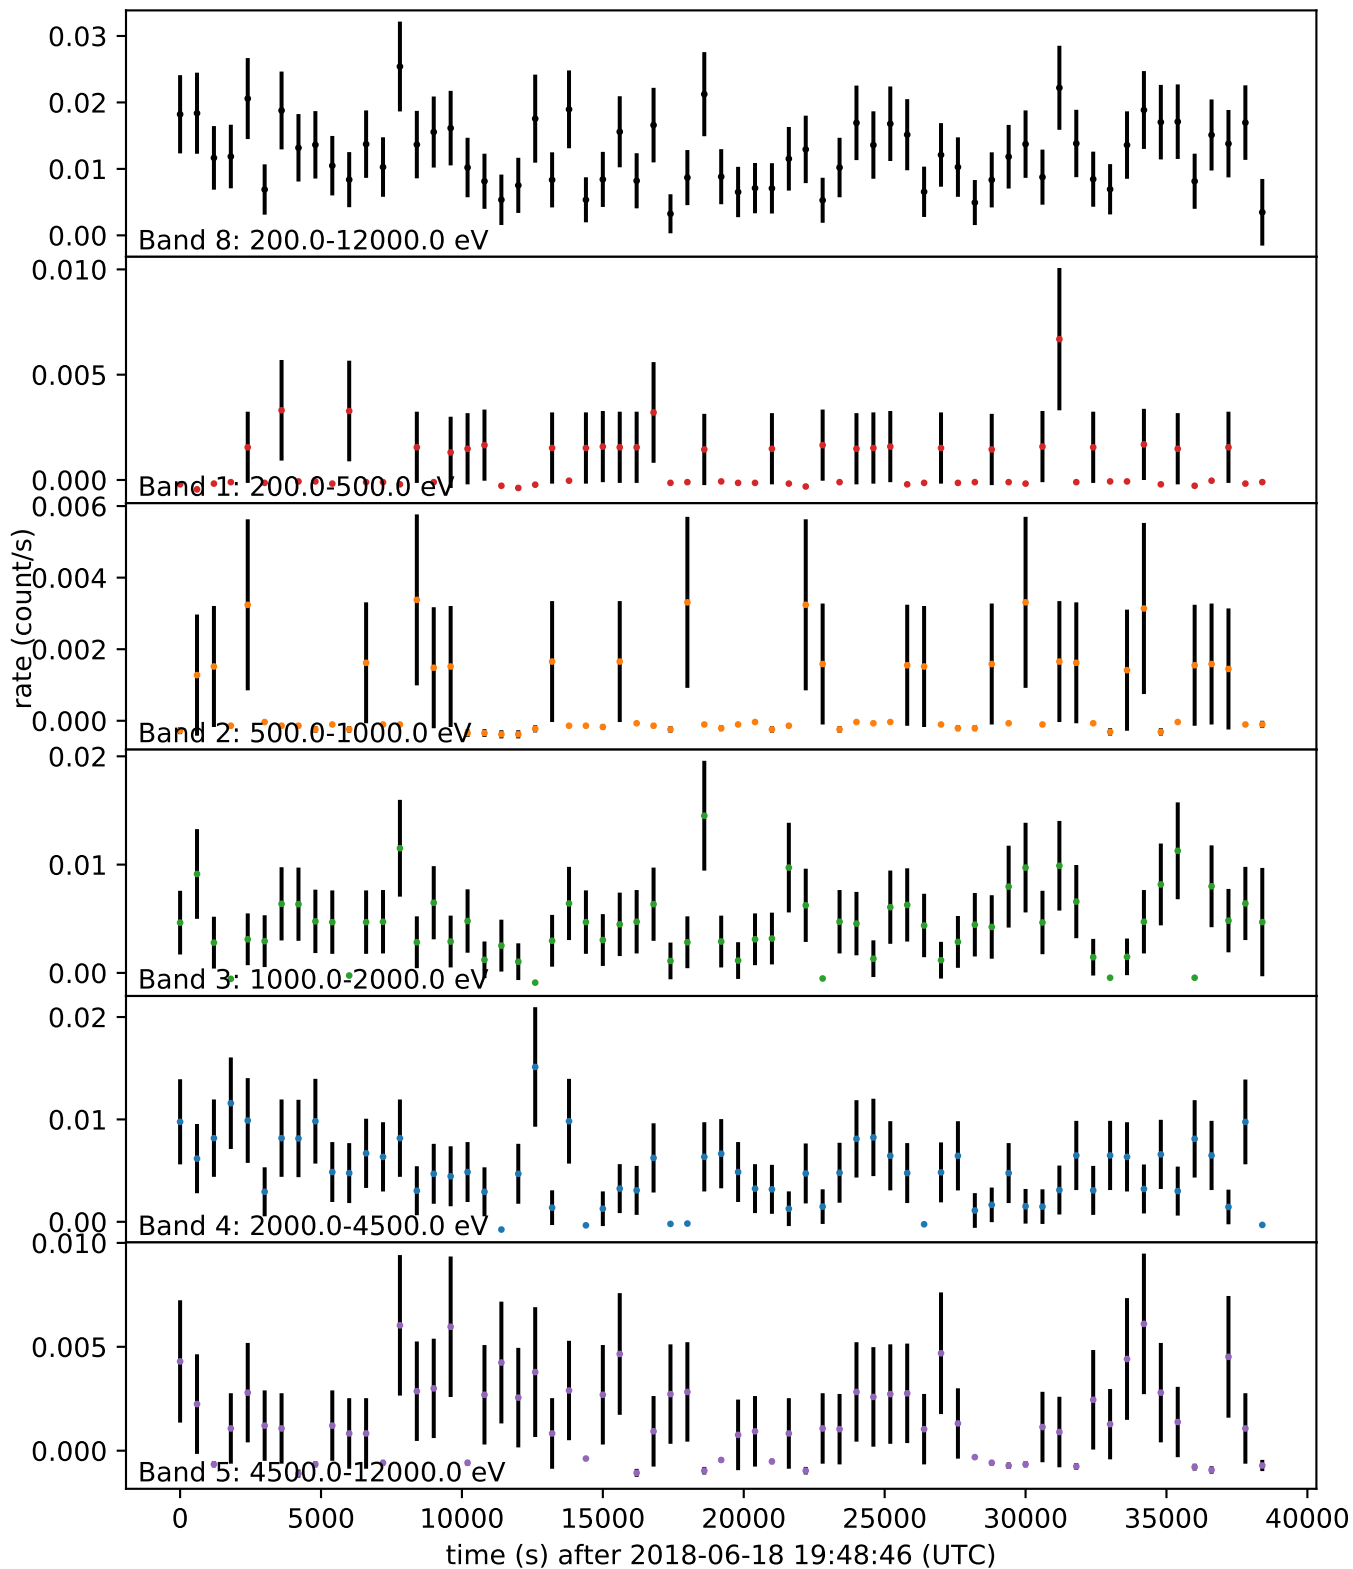 0.03
0.02
0.01
0.00
Band 8: 200.0-12000.0 eV
0.010
0.005
0.000
Band 1: 200.0-500.0 eV
0.006
0.004
0.002
0.000
rate (count/s)
Band 2: 500.0-1000.0 eV
0.02
0.01
0.00
Band 3: 1000.0-2000.0 eV
0.02
0.01
0.00
Band 4: 2000.0-4500.0 eV
0.010
0.005
0.000
Band 5: 4500.0-12000.0 eV
0 5000 10000 15000 20000 25000 30000 35000 40000
time (s) after 2018-06-18 19:48:46 (UTC)